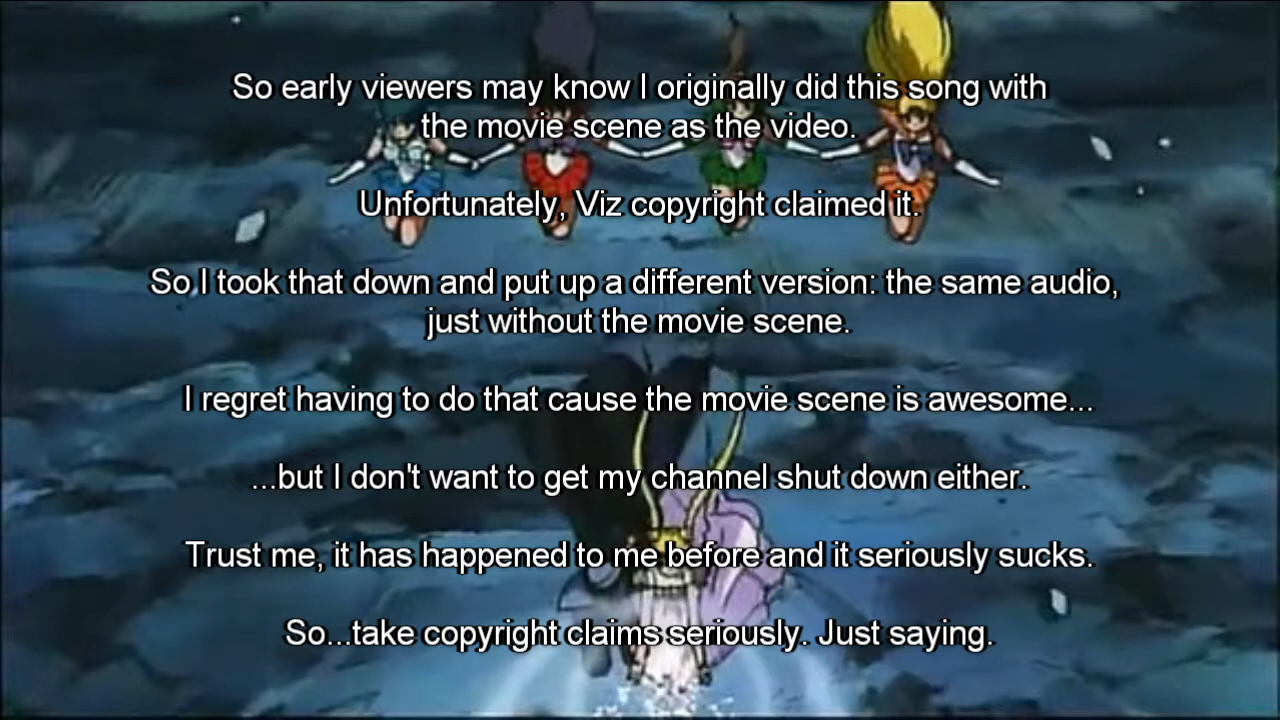 So early viewers may know I originally did this song with
the movie scene as the video.
Unfortunately, Viz copyright claimed it.
So I took that down and put up a different version: the same audio,
just without the movie scene.
I regret having to do that cause the movie scene is awesome...
...but I don't want to get my channel shut down either.
Trust me, it has happened to me before and it seriously sucks.
So...take copyright claims seriously. Just saying.